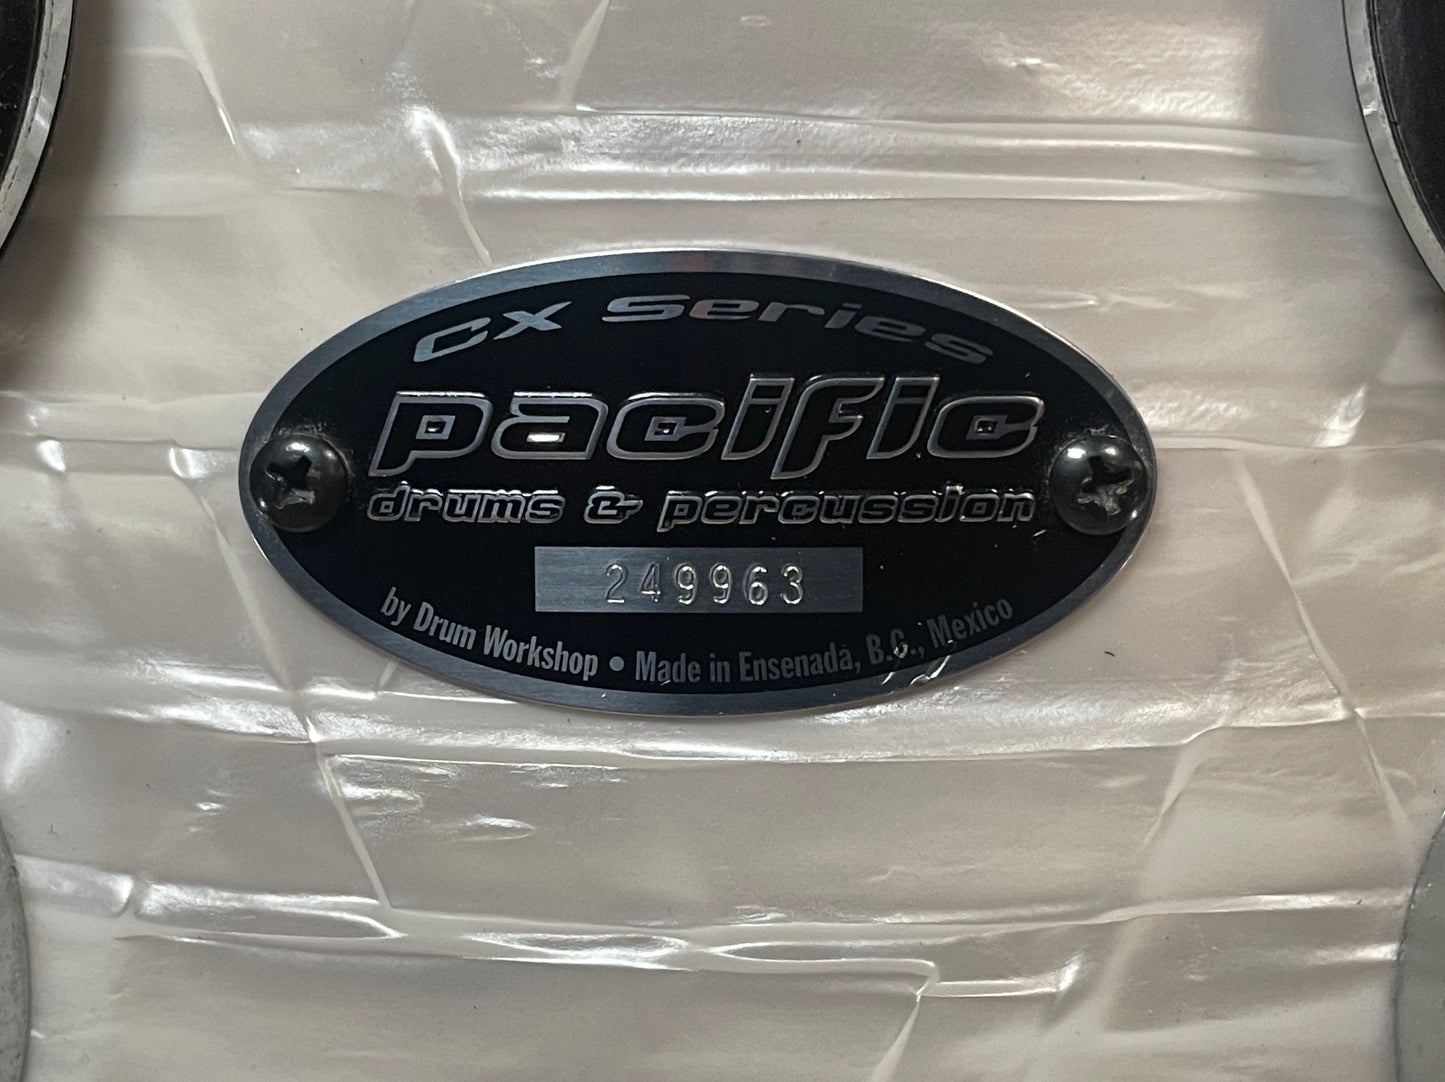 CX Series
pacific
drums & percussion
249963
by Drum Workshop • Made in Ensenada, B.C., Mexico